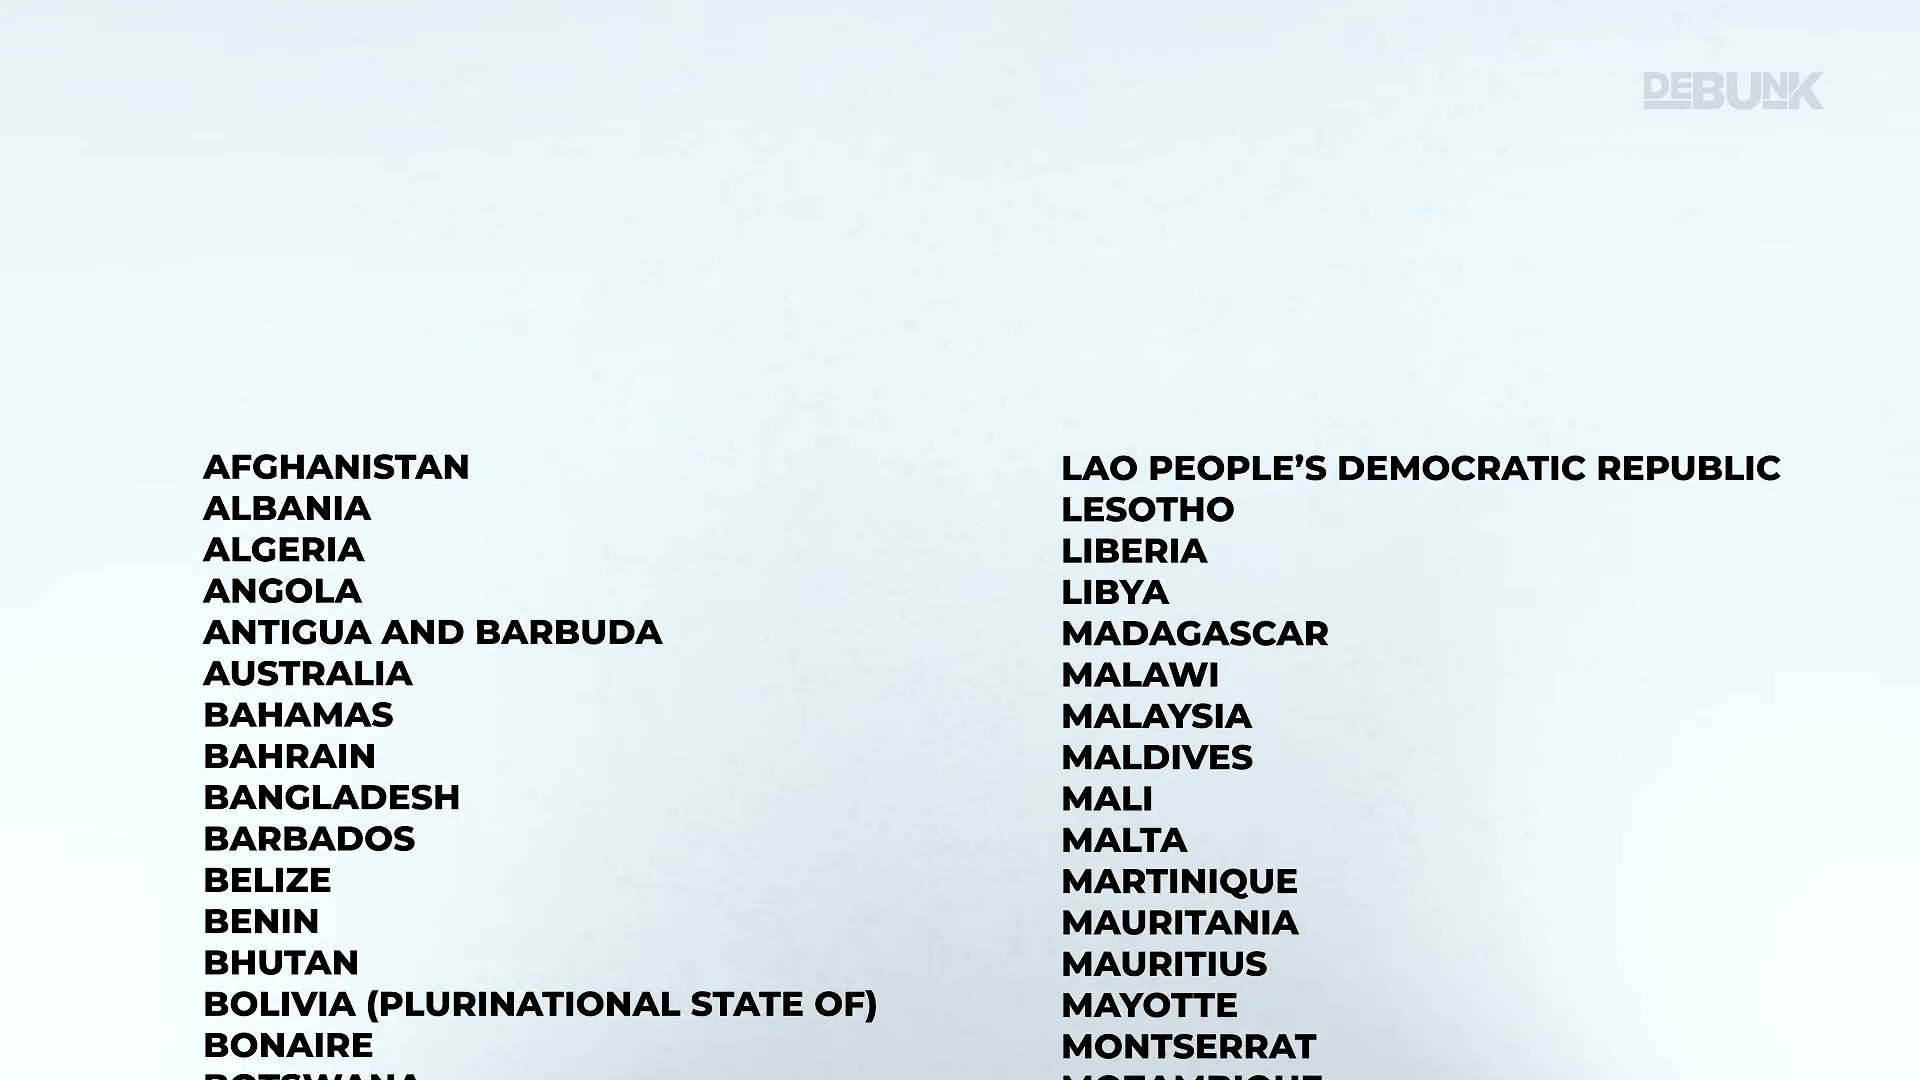 DEBUNK
AFGHANISTAN
ALBANIA
ALGERIA
ANGOLA
ANTIGUA AND BARBUDA
AUSTRALIA
BAHAMAS
BAHRAIN
BANGLADESH
BARBADOS
BELIZE
BENIN
BHUTAN
BOLIVIA (PLURINATIONAL STATE OF)
BONAIRE
BOTSWANA
LAO PEOPLE’S DEMOCRATIC REPUBLIC
LESOTHO
LIBERIA
LIBYA
MADAGASCAR
MALAWI
MALAYSIA
MALDIVES
MALI
MALTA
MARTINIQUE
MAURITANIA
MAURITIUS
MAYOTTE
MONTSERRAT
MOZAMBIQUE